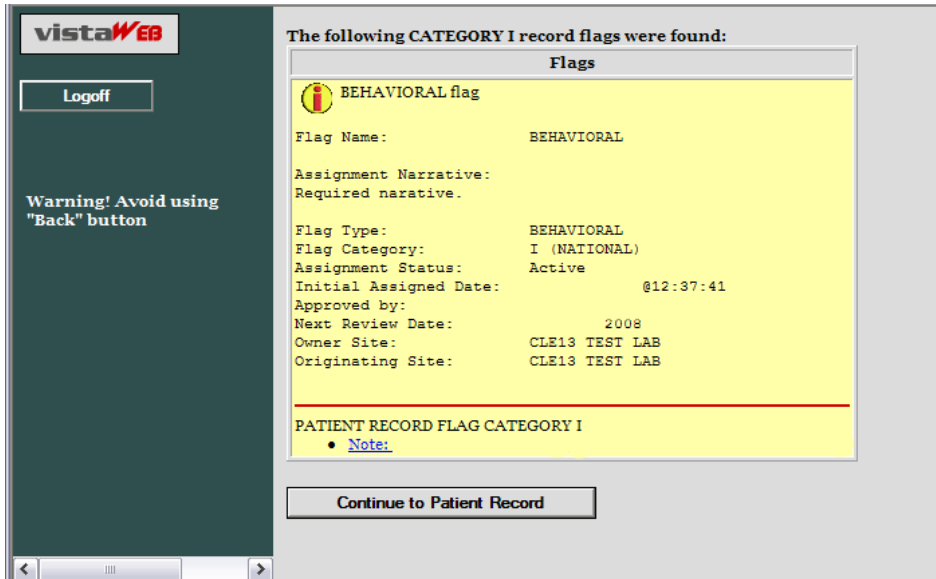 vistaWEB
Logoff
Warning! Avoid using
"Back" button
The following CATEGORY I record flags were found:
Flags
BEHAVIORAL flag
Flag Name: BEHAVIORAL
Assignment Narrative:
Required narative.
Flag Type: BEHAVIORAL
Flag Category: I (NATIONAL)
Assignment Status: Active
Initial Assigned Date: @12:37:41
Approved by:
Next Review Date: 2008
Owner Site: CLE13 TEST LAB
Originating Site: CLE13 TEST LAB
PATIENT RECORD FLAG CATEGORY I
• Note:
Continue to Patient Record